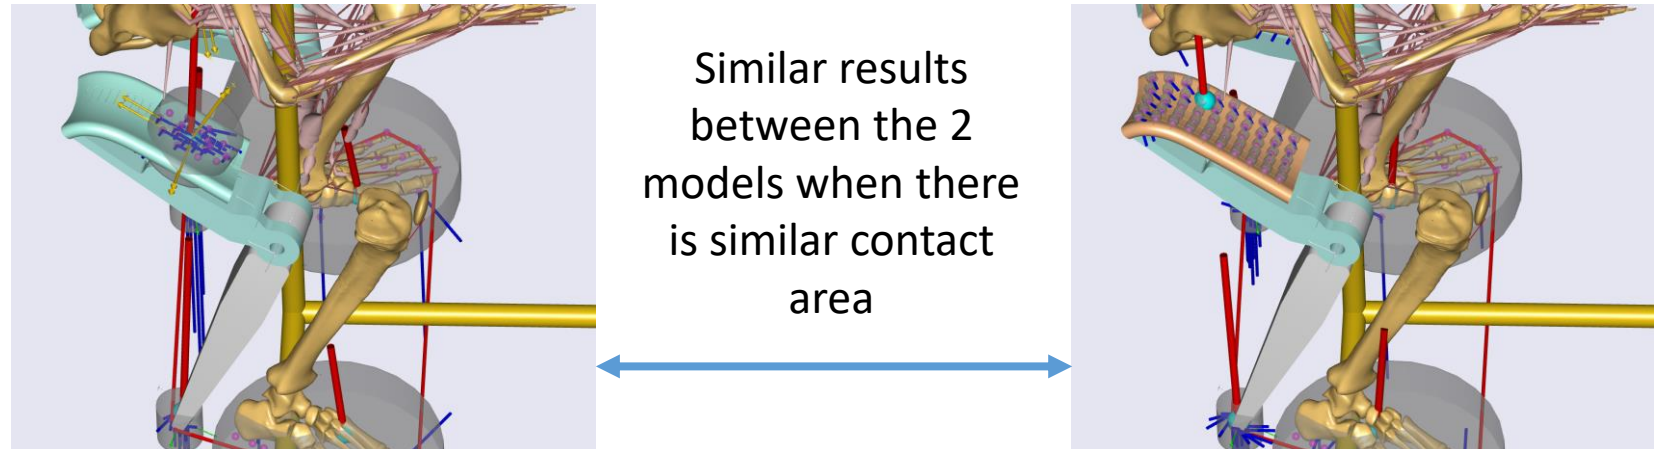 Similar results
between the 2
models when there
is similar contact
area